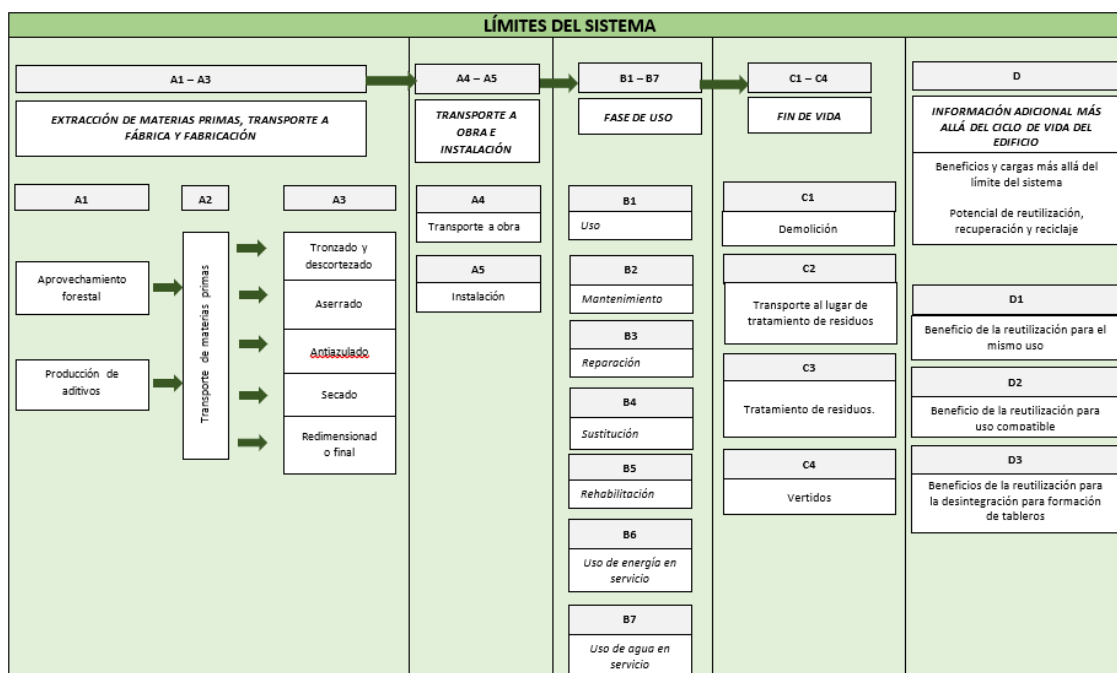 LÍMITES DEL SISTEMA
A1 – A3
EXTRACCIÓN DE MATERIAS PRIMAS, TRANSPORTE A
FÁBRICA Y FABRICACIÓN
A1
Aprovechamiento
forestal
Producción de
aditivos
A2
Transporte de materias primas
A3
Tronzado y
descortezado
Aserrado
Antiazulado
Secado
Redimensionad
o final
A4 – A5
TRANSPORTE A
OBRA E
INSTALACIÓN
A4
Transporte a obra
A5
Instalación
B1 – B7
FASE DE USO
B1
Uso
B2
Mantenimiento
B3
Reparación
B4
Sustitución
B5
Rehabilitación
B6
Uso de energía en
servicio
B7
Uso de agua en
servicio
C1 – C4
FIN DE VIDA
C1
Demolición
C2
Transporte al lugar de
tratamiento de residuos
C3
Tratamiento de residuos.
C4
Vertidos
D
INFORMACIÓN ADICIONAL MÁS
ALLÁ DEL CICLO DE VIDA DEL
EDIFICIO
Beneficios y cargas más allá del
límite del sistema
Potencial de reutilización,
recuperación y reciclaje
D1
Beneficio de la reutilización para el
mismo uso
D2
Beneficio de la reutilización para
uso compatible
D3
Beneficios de la reutilización para
la desintegración para formación
de tableros